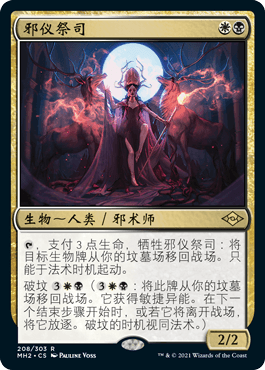 邪仪祭司
生物～人类／邪术师
，支付３点生命，牺牲邪仪祭司：将
目标生物牌从你的坟墓场移回战场。只
能于法术时机起动。
破坟３（３：将此牌从你的坟墓
场移回战场。它获得敏捷异能。在下一
个结束步骤开始时，或若它将离开战场，
将它放逐。破坟的时机视同法术。）
2/2
208/303 R
MH2 • CS PAULINE VOSS
™ & © 2021 Wizards of the Coast